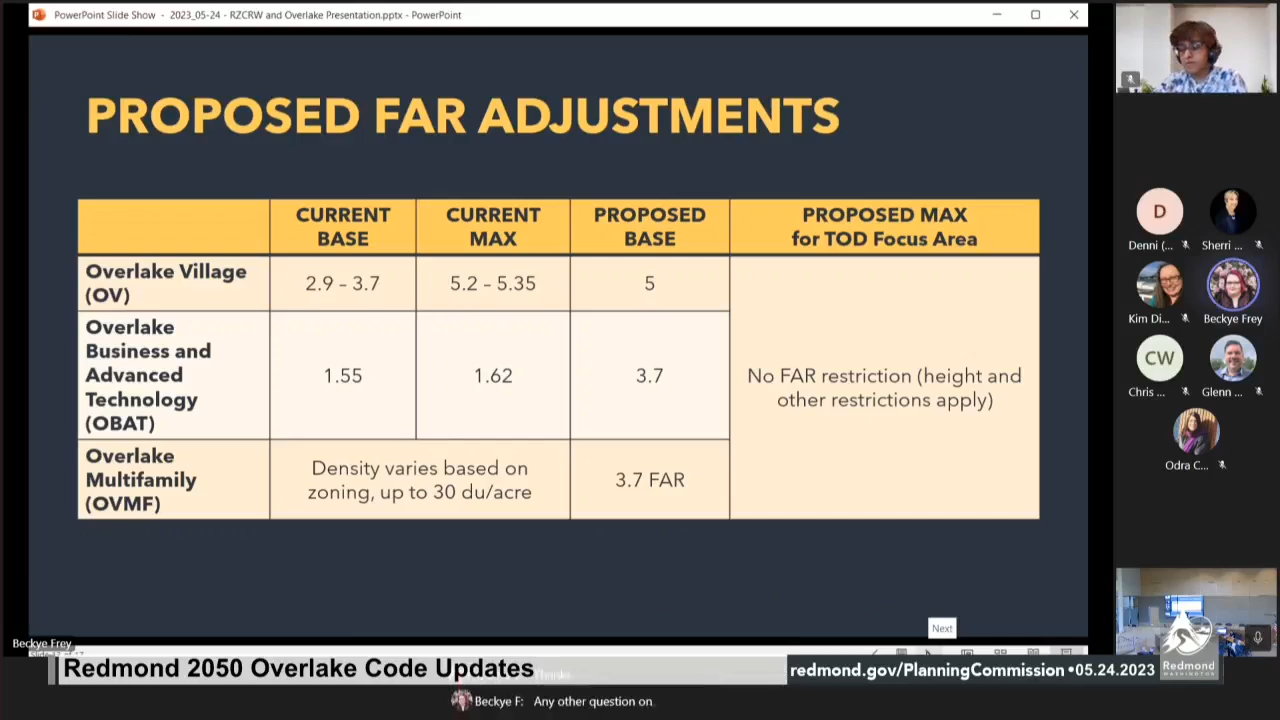 PowerPoint Slide Show - 2023_05-24 - RZCRW and Overlake Presentation.pptx - PowerPoint
PROPOSED FAR ADJUSTMENTS
CURRENT BASE
CURRENT MAX
PROPOSED BASE
PROPOSED MAX
for TOD Focus Area
Overlake Village
(OV)
2.9 – 3.7
5.2 – 5.35
5
Overlake
Business and
Advanced
Technology
(OBAT)
1.55
1.62
3.7
No FAR restriction (height and
other restrictions apply)
Overlake
Multifamily
(OVMF)
Density varies based on
zoning, up to 30 du/acre
3.7 FAR
Next
D
Denni (...
Sherri ...
Kim Di...
Beckye Frey
CW
Chris ...
Glenn ...
Odra C...
Beckye Frey
Redmond 2050 Overlake Code Updates
redmond.gov/PlanningCommission •05.24.2023
Redmond
WASHINGTON
Beckye F: Any other question on